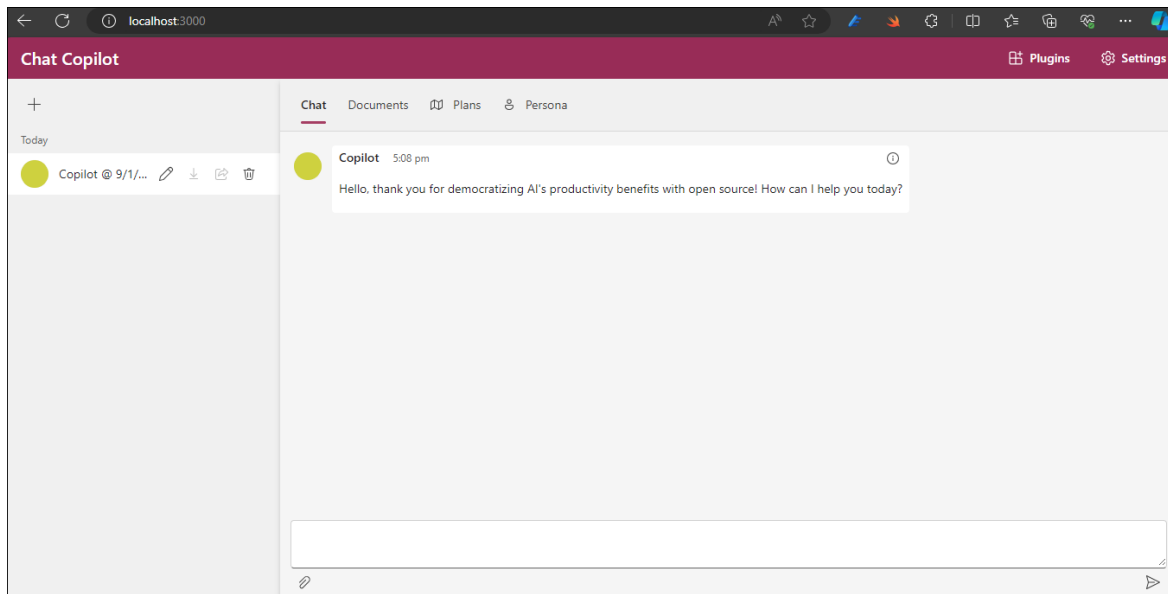 localhost:3000
Chat Copilot
Plugins
Settings
Today
Copilot @ 9/1/...
Chat
Documents
Plans
Persona
Copilot 5:08 pm
Hello, thank you for democratizing AI's productivity benefits with open source! How can I help you today?